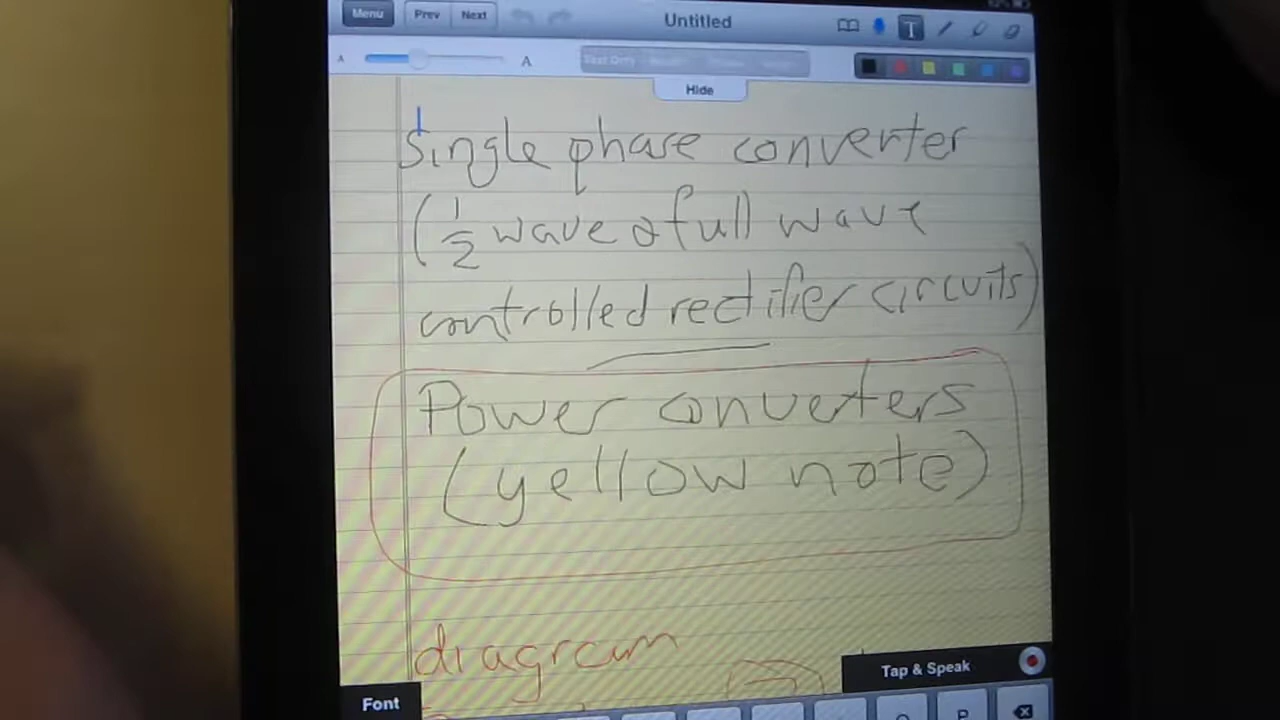 Menu Prev Next Untitled T
A A
Hide
Single phase converter
(1/2 wave & full wave
controlled rectifier circuits)
Power converters
(yellow note)
diagram
Tap & Speak
Font
O P